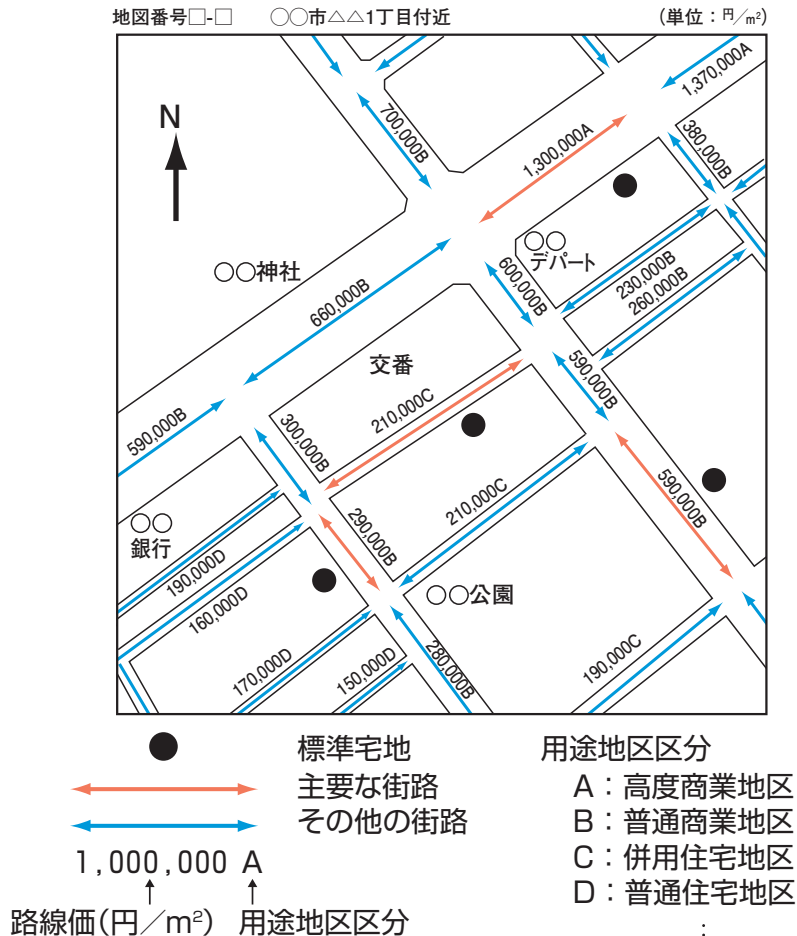 地図番号□-□　○○市△△1丁目付近　(単位：円/m²)
N
700,000B
1,300,000A
1,370,000A
380,000B
○○神社
660,000B
○○
デパート
600,000B
230,000B
260,000B
590,000B
交番
590,000B
300,000B
210,000C
210,000C
590,000B
○○
銀行
290,000B
190,000D
160,000D
○○公園
170,000D
150,000D
280,000B
190,000C
標準宅地
主要な街路
その他の街路
1,000,000 A
路線価(円/m²)　用途地区区分
用途地区区分
A：高度商業地区
B：普通商業地区
C：併用住宅地区
D：普通住宅地区
：